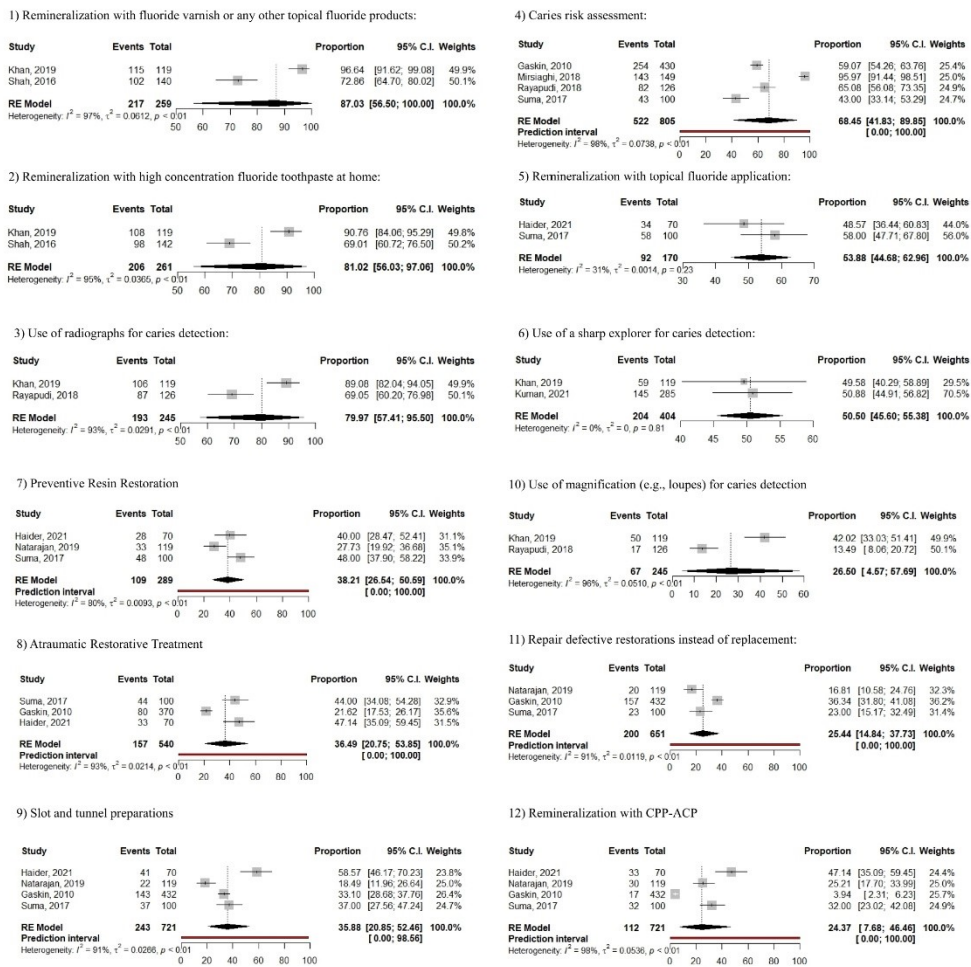 1) Remineralization with fluoride varnish or any other topical fluoride products:
Study Events Total Proportion 95% C.I. Weights
Khan, 2019 115 119 96.64 [91.62; 99.08] 49.9%
Shah, 2016 102 140 72.86 [64.70; 80.02] 50.1%
RE Model 217 259 87.03 [56.50; 100.00] 100.0%
Heterogeneity: I² = 97%, τ² = 0.0612, p < 0.01
50 60 70 80 90 100
2) Remineralization with high concentration fluoride toothpaste at home:
Study Events Total Proportion 95% C.I. Weights
Khan, 2019 108 119 90.76 [84.06; 95.29] 49.8%
Shah, 2016 98 142 69.01 [60.72; 76.50] 50.2%
RE Model 206 261 81.02 [56.03; 97.06] 100.0%
Heterogeneity: I² = 95%, τ² = 0.0365, p < 0.01
50 60 70 80 90 100
3) Use of radiographs for caries detection:
Study Events Total Proportion 95% C.I. Weights
Khan, 2019 106 119 89.08 [82.04; 94.05] 49.9%
Rayapudi, 2018 87 126 69.05 [60.20; 76.98] 50.1%
RE Model 193 245 79.97 [57.41; 95.50] 100.0%
Heterogeneity: I² = 93%, τ² = 0.0291, p < 0.01
50 60 70 80 90 100
7) Preventive Resin Restoration
Study Events Total Proportion 95% C.I. Weights
Haider, 2021 28 70 40.00 [28.47; 52.41] 31.1%
Natarajan, 2019 33 119 27.73 [19.92; 36.68] 35.1%
Suma, 2017 48 100 48.00 [37.90; 58.22] 33.9%
RE Model 109 289 38.21 [26.54; 50.59] 100.0%
Prediction interval [ 0.00; 100.00]
Heterogeneity: I² = 80%, τ² = 0.0093, p < 0.01
0 20 40 60 80 100
8) Atraumatic Restorative Treatment
Study Events Total Proportion 95% C.I. Weights
Suma, 2017 44 100 44.00 [34.08; 54.28] 32.9%
Gaskin, 2010 80 370 21.62 [17.53; 26.17] 35.6%
Haider, 2021 33 70 47.14 [35.09; 59.45] 31.5%
RE Model 157 540 36.49 [20.75; 53.85] 100.0%
Prediction interval [ 0.00; 100.00]
Heterogeneity: I² = 93%, τ² = 0.0214, p < 0.01
0 20 40 60 80 100
9) Slot and tunnel preparations
Study Events Total Proportion 95% C.I. Weights
Haider, 2021 41 70 58.57 [46.17; 70.23] 23.8%
Natarajan, 2019 22 119 18.49 [11.96; 26.64] 25.0%
Gaskin, 2010 143 432 33.10 [28.68; 37.76] 26.4%
Suma, 2017 37 100 37.00 [27.56; 47.24] 24.7%
RE Model 243 721 35.88 [20.85; 52.46] 100.0%
Prediction interval [ 0.00; 98.56]
Heterogeneity: I² = 91%, τ² = 0.0266, p < 0.01
0 20 40 60 80 100
4) Caries risk assessment:
Study Events Total Proportion 95% C.I. Weights
Gaskin, 2010 254 430 59.07 [54.26; 63.76] 25.4%
Mirsiaghi, 2018 143 149 95.97 [91.44; 98.51] 25.0%
Rayapudi, 2018 82 126 65.08 [56.08; 73.35] 24.9%
Suma, 2017 43 100 43.00 [33.14; 53.29] 24.7%
RE Model 522 805 68.45 [41.83; 89.85] 100.0%
Prediction interval [ 0.00; 100.00]
Heterogeneity: I² = 98%, τ² = 0.0738, p < 0.01
0 20 40 60 80 100
5) Remineralization with topical fluoride application:
Study Events Total Proportion 95% C.I. Weights
Haider, 2021 34 70 48.57 [36.44; 60.83] 44.0%
Suma, 2017 58 100 58.00 [47.71; 67.80] 56.0%
RE Model 92 170 53.88 [44.68; 62.96] 100.0%
Heterogeneity: I² = 31%, τ² = 0.0014, p = 0.23
40 45 50 55 60 65 70
6) Use of a sharp explorer for caries detection:
Study Events Total Proportion 95% C.I. Weights
Khan, 2019 59 119 49.58 [40.29; 58.89] 29.5%
Kuman, 2021 145 285 50.88 [44.91; 56.82] 70.5%
RE Model 204 404 50.50 [45.60; 55.38] 100.0%
Heterogeneity: I² = 0%, τ² = 0, p = 0.81
40 45 50 55 60
10) Use of magnification (e.g., loupes) for caries detection
Study Events Total Proportion 95% C.I. Weights
Khan, 2019 50 119 42.02 [33.03; 51.41] 49.9%
Rayapudi, 2018 17 126 13.49 [ 8.06; 20.72] 50.1%
RE Model 67 245 26.50 [ 4.57; 57.69] 100.0%
Heterogeneity: I² = 96%, τ² = 0.0510, p < 0.01
0 10 20 30 40 50 60
11) Repair defective restorations instead of replacement:
Study Events Total Proportion 95% C.I. Weights
Natarajan, 2019 20 119 16.81 [10.58; 24.76] 32.3%
Gaskin, 2010 157 432 36.34 [31.80; 41.08] 36.2%
Suma, 2017 23 100 23.00 [15.17; 32.49] 31.4%
RE Model 200 651 25.44 [14.84; 37.73] 100.0%
Prediction interval [ 0.00; 100.00]
Heterogeneity: I² = 91%, τ² = 0.0119, p < 0.01
0 20 40 60 80 100
12) Remineralization with CPP-ACP
Study Events Total Proportion 95% C.I. Weights
Haider, 2021 33 70 47.14 [35.09; 59.45] 24.4%
Natarajan, 2019 30 119 25.21 [17.70; 33.99] 24.9%
Gaskin, 2010 17 432 3.94 [ 2.31; 6.23] 25.7%
Suma, 2017 32 100 32.00 [23.02; 42.08] 24.9%
RE Model 112 721 24.37 [ 7.68; 46.46] 100.0%
Prediction interval [ 0.00; 100.00]
Heterogeneity: I² = 98%, τ² = 0.0536, p < 0.01
0 20 40 60 80 100